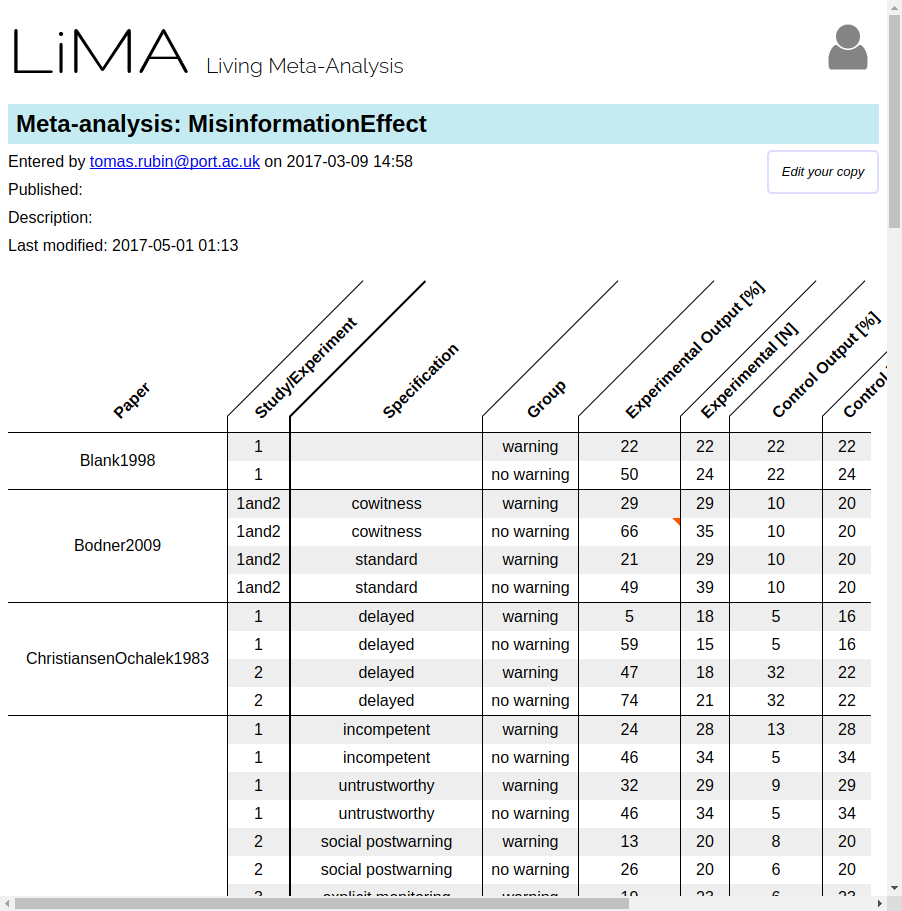 LiMA Living Meta-Analysis
Meta-analysis: MisinformationEffect
Entered by tomas.rubin@port.ac.uk on 2017-03-09 14:58
Edit your copy
Published:
Description:
Last modified: 2017-05-01 01:13
Paper
Study/Experiment
Specification
Group
Experimental Output [%]
Experimental [N]
Control Output [%]
Control
1 warning 22 22 22 22
Blank1998
1 no warning 50 24 22 24
1and2 cowitness warning 29 29 10 20
1and2 cowitness no warning 66 35 10 20
Bodner2009
1and2 standard warning 21 29 10 20
1and2 standard no warning 49 39 10 20
1 delayed warning 5 18 5 16
1 delayed no warning 59 15 5 16
ChristiansenOchalek1983
2 delayed warning 47 18 32 22
2 delayed no warning 74 21 32 22
1 incompetent warning 24 28 13 28
1 incompetent no warning 46 34 5 34
1 untrustworthy warning 32 29 9 29
1 untrustworthy no warning 46 34 5 34
2 social postwarning warning 13 20 8 20
2 social postwarning no warning 26 20 6 20
explicit monitoring warning